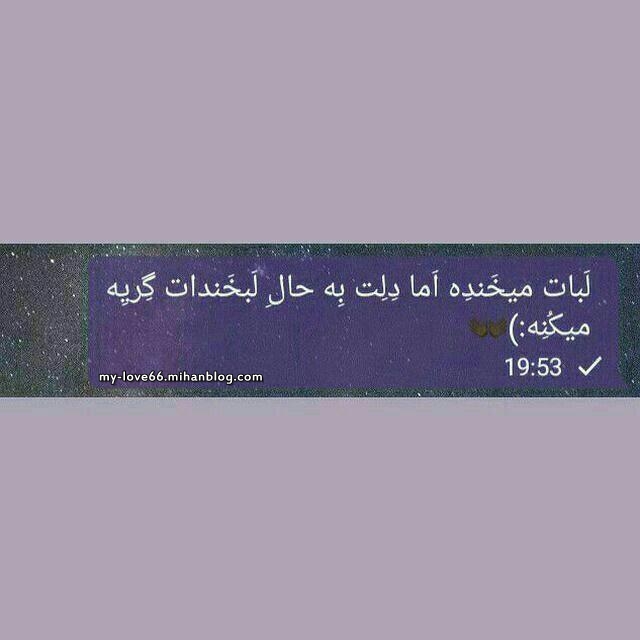 لَبات میخَندِه اَما دِلِت بِه حالِ لَبخَندات گِریِه
میکُنِه:)👐🏿
19:53 ✓
my-love66.mihanblog.com